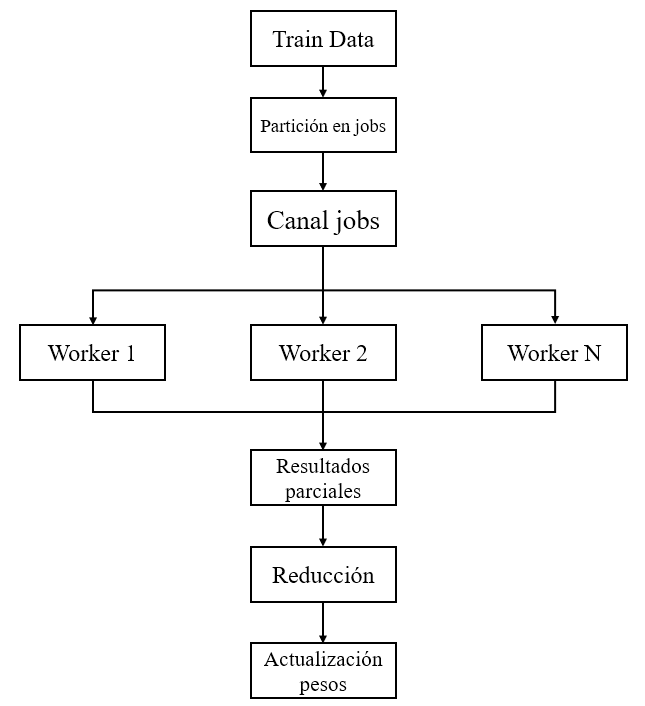 Train Data
Partición en jobs
Canal jobs
Worker 1
Worker 2
Worker N
Resultados
parciales
Reducción
Actualización
pesos